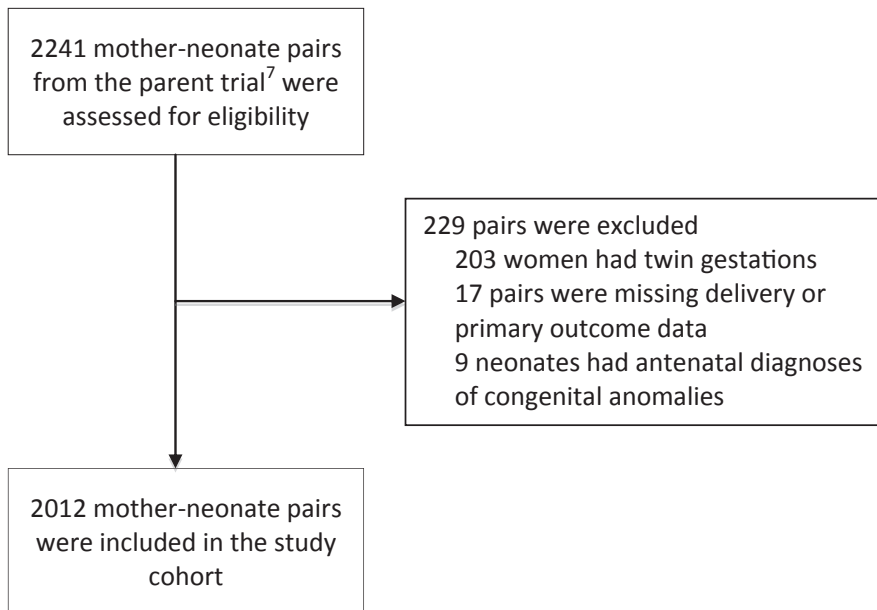 2241 mother-neonate pairs
from the parent trial⁷ were
assessed for eligibility
229 pairs were excluded
203 women had twin gestations
17 pairs were missing delivery or
primary outcome data
9 neonates had antenatal diagnoses
of congenital anomalies
2012 mother-neonate pairs
were included in the study
cohort